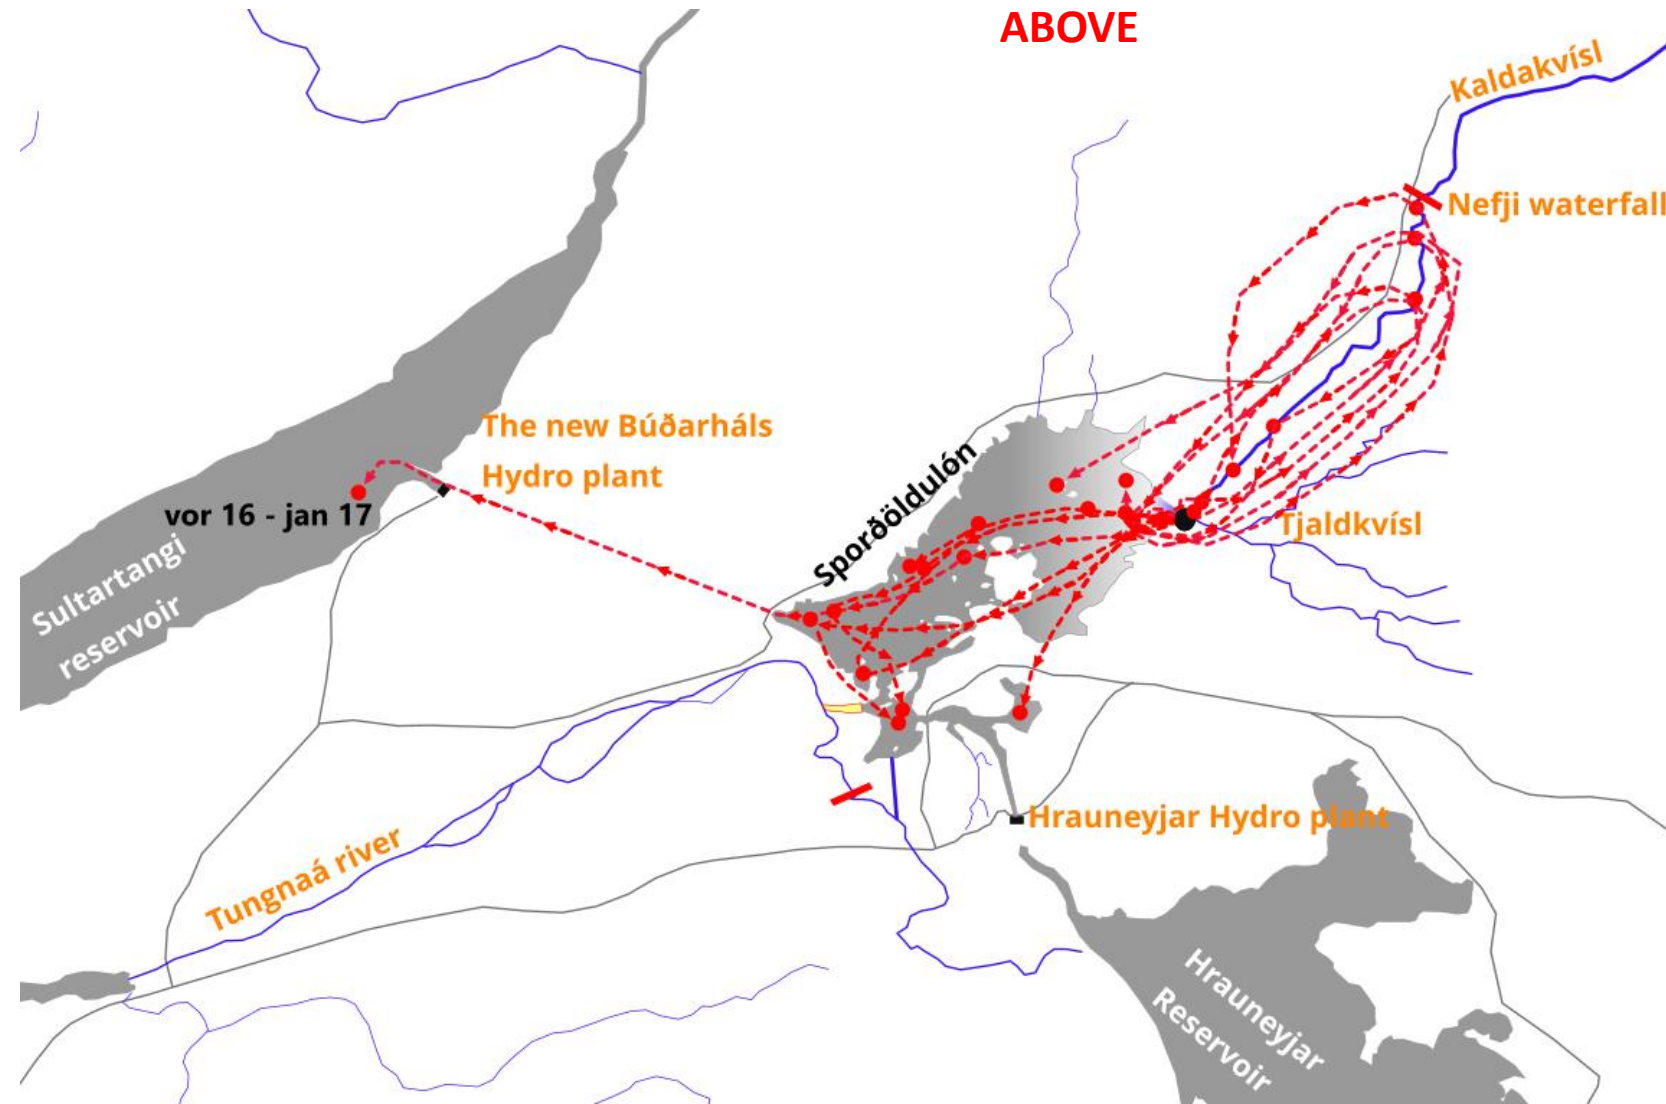 ABOVE
Kaldakvísl
Nefji waterfall
The new Búðarháls
Hydro plant
Sporðöldulón
vor 16 - jan 17
Tjaldkvísl
Sultartangi
reservoir
Hrauneyjar Hydro plant
Tungnaá river
Hrauneyjar
Reservoir